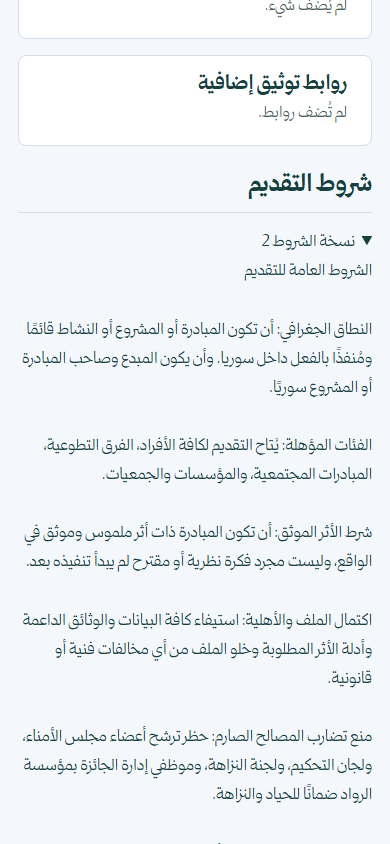 لم يُضف شيء.
روابط توثيق إضافية
لم تُضف روابط.
شروط التقديم
▼ نسخة الشروط 2
الشروط العامة للتقديم
النطاق الجغرافي: أن تكون المبادرة أو المشروع أو النشاط قائمًا
ومُنفذًا بالفعل داخل سوريا. وأن يكون المبدع وصاحب المبادرة
أو المشروع سوريًا.
الفئات المؤهلة: يُتاح التقديم لكافة الأفراد، الفرق التطوعية،
المبادرات المجتمعية، والمؤسسات والجمعيات.
شرط الأثر الموثق: أن تكون المبادرة ذات أثر ملموس وموثق في
الواقع، وليست مجرد فكرة نظرية أو مقترح لم يبدأ تنفيذه بعد.
اكتمال الملف والأهلية: استيفاء كافة البيانات والوثائق الداعمة
وأدلة الأثر المطلوبة وخلو الملف من أي مخالفات فنية أو
قانونية.
منع تضارب المصالح الصارم: حظر ترشح أعضاء مجلس الأمناء،
ولجان التحكيم، ولجنة النزاهة، وموظفي إدارة الجائزة بمؤسسة
الرواد ضمانًا للحياد والنزاهة.